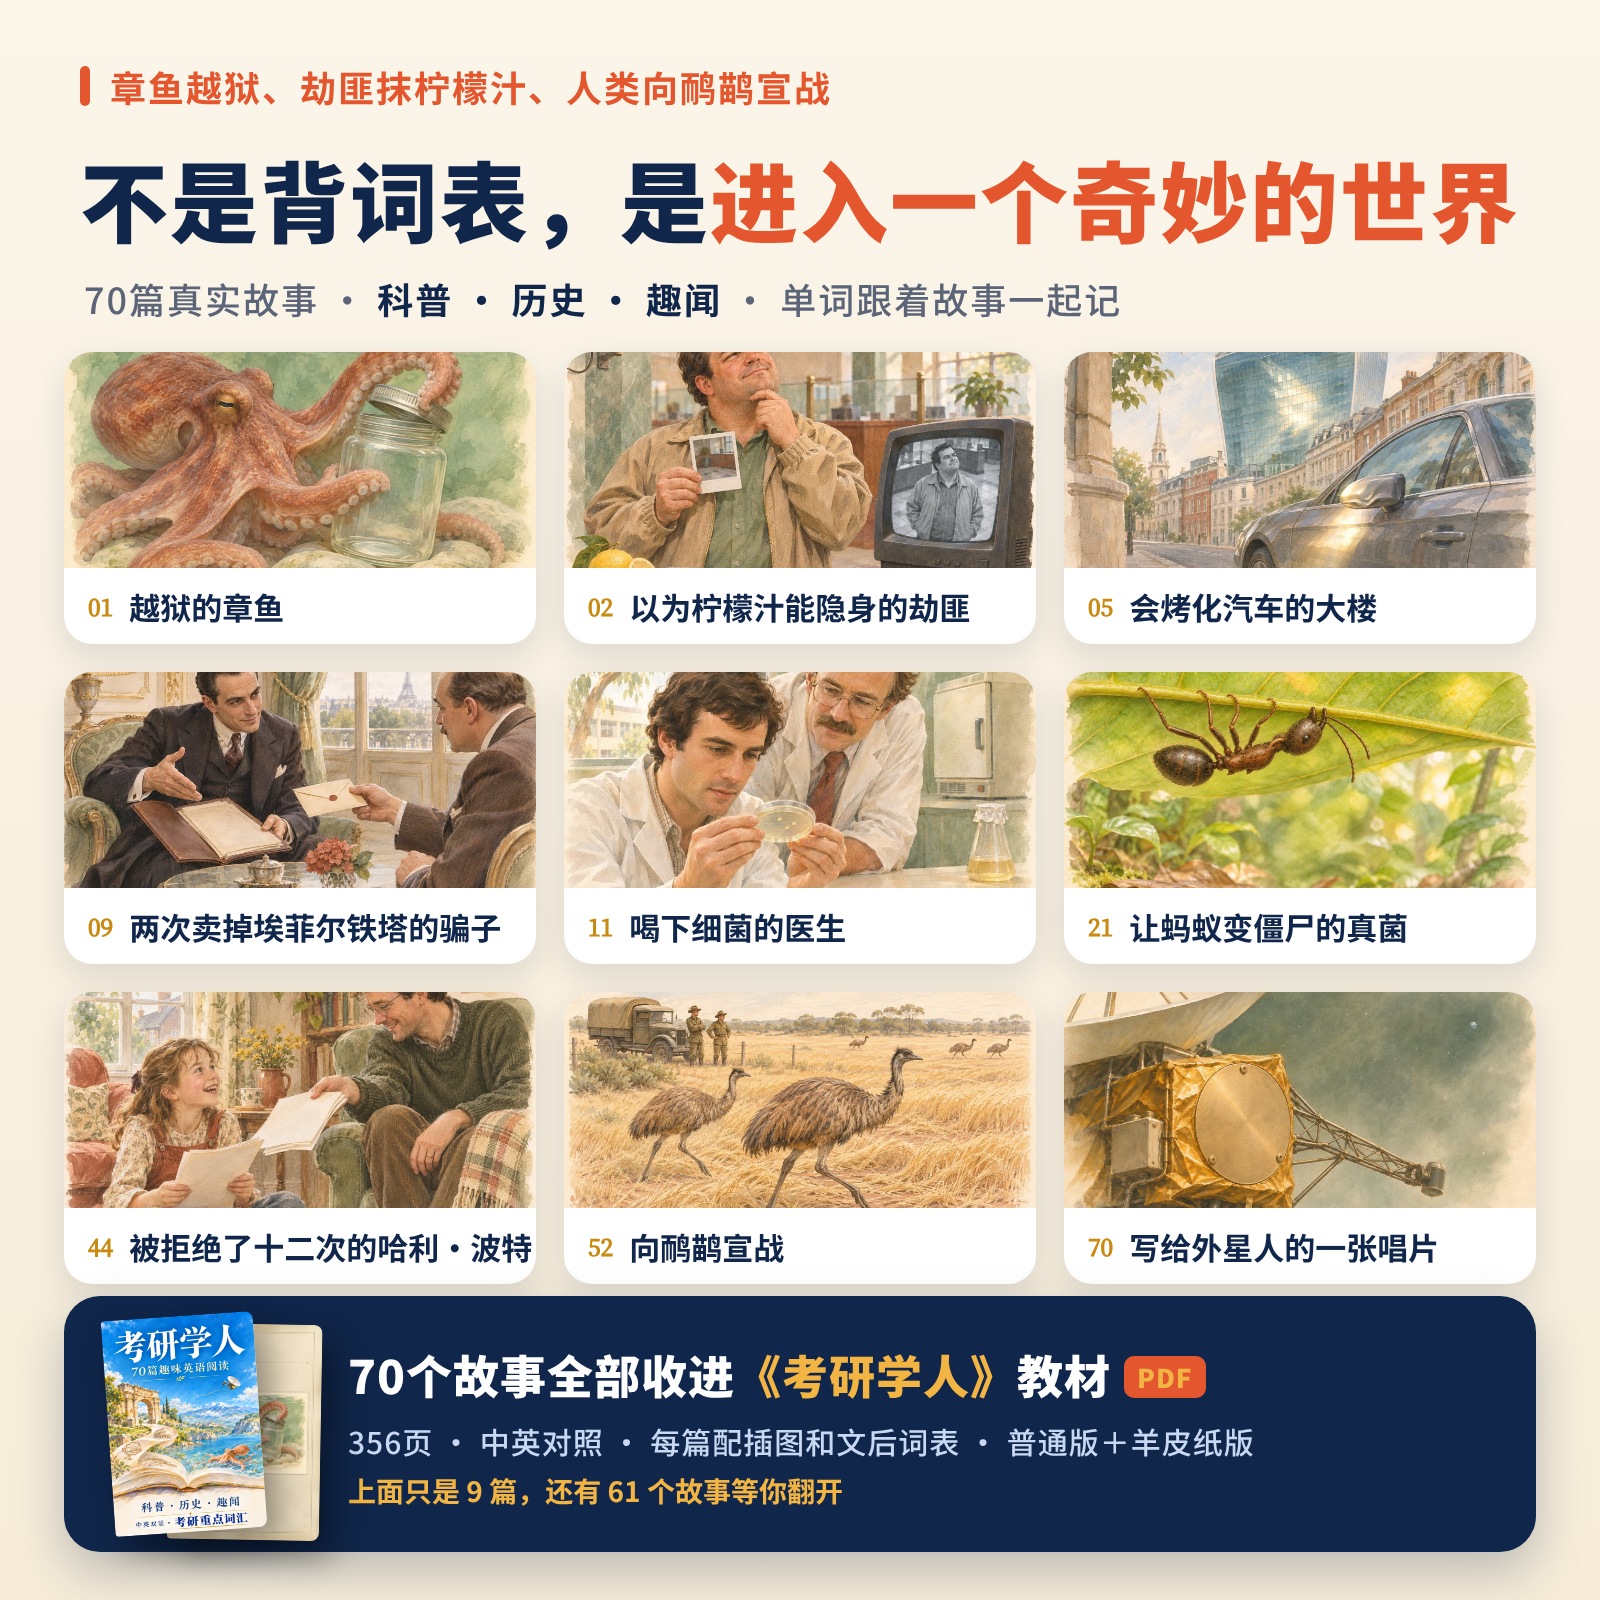 章鱼越狱、劫匪抹柠檬汁、人类向鸸鹋宣战
不是背词表，是进入一个奇妙的世界
70篇真实故事 · 科普 · 历史 · 趣闻 · 单词跟着故事一起记
01 越狱的章鱼
02 以为柠檬汁能隐身的劫匪
05 会烤化汽车的大楼
09 两次卖掉埃菲尔铁塔的骗子
11 喝下细菌的医生
21 让蚂蚁变僵尸的真菌
44 被拒绝了十二次的哈利·波特
52 向鸸鹋宣战
70 写给外星人的一张唱片
考研学人
70篇趣味英语阅读
科普·历史·趣闻
中英双语·考研重点词汇
70个故事全部收进《考研学人》教材 PDF
356页 · 中英对照 · 每篇配插图和文后词表 · 普通版＋羊皮纸版
上面只是 9 篇，还有 61 个故事等你翻开